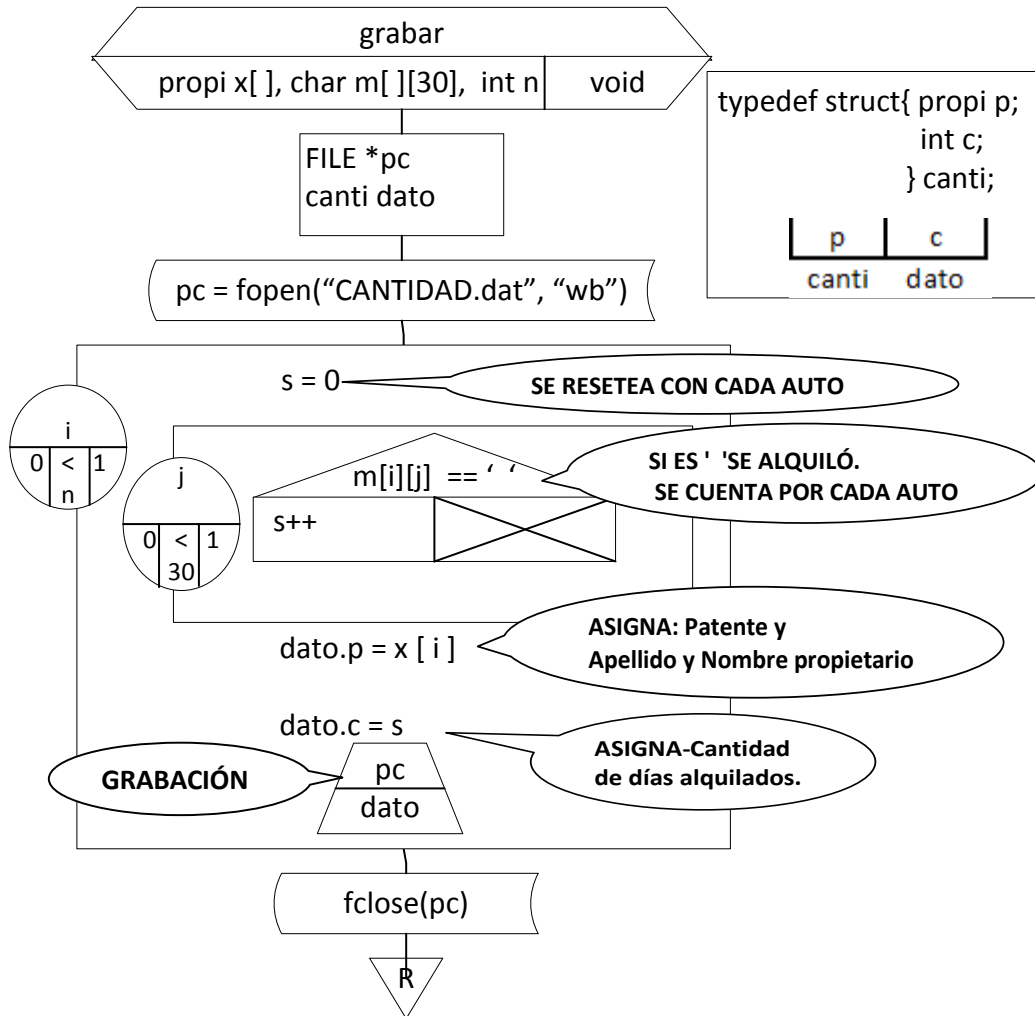 grabar
propi x[ ], char m[ ][30], int n void
typedef struct{ propi p;
int c;
} canti;
p c
canti dato
FILE *pc
canti dato
pc = fopen(“CANTIDAD.dat”, “wb”)
s = 0
SE RESETEA CON CADA AUTO
i
0 < 1
n
j
0 < 1
30
m[i][j] == ‘ ‘
SI ES ' 'SE ALQUILÓ.
SE CUENTA POR CADA AUTO
s++
dato.p = x [ i ]
ASIGNA: Patente y
Apellido y Nombre propietario
dato.c = s
ASIGNA-Cantidad
de días alquilados.
GRABACIÓN
pc
dato
fclose(pc)
R